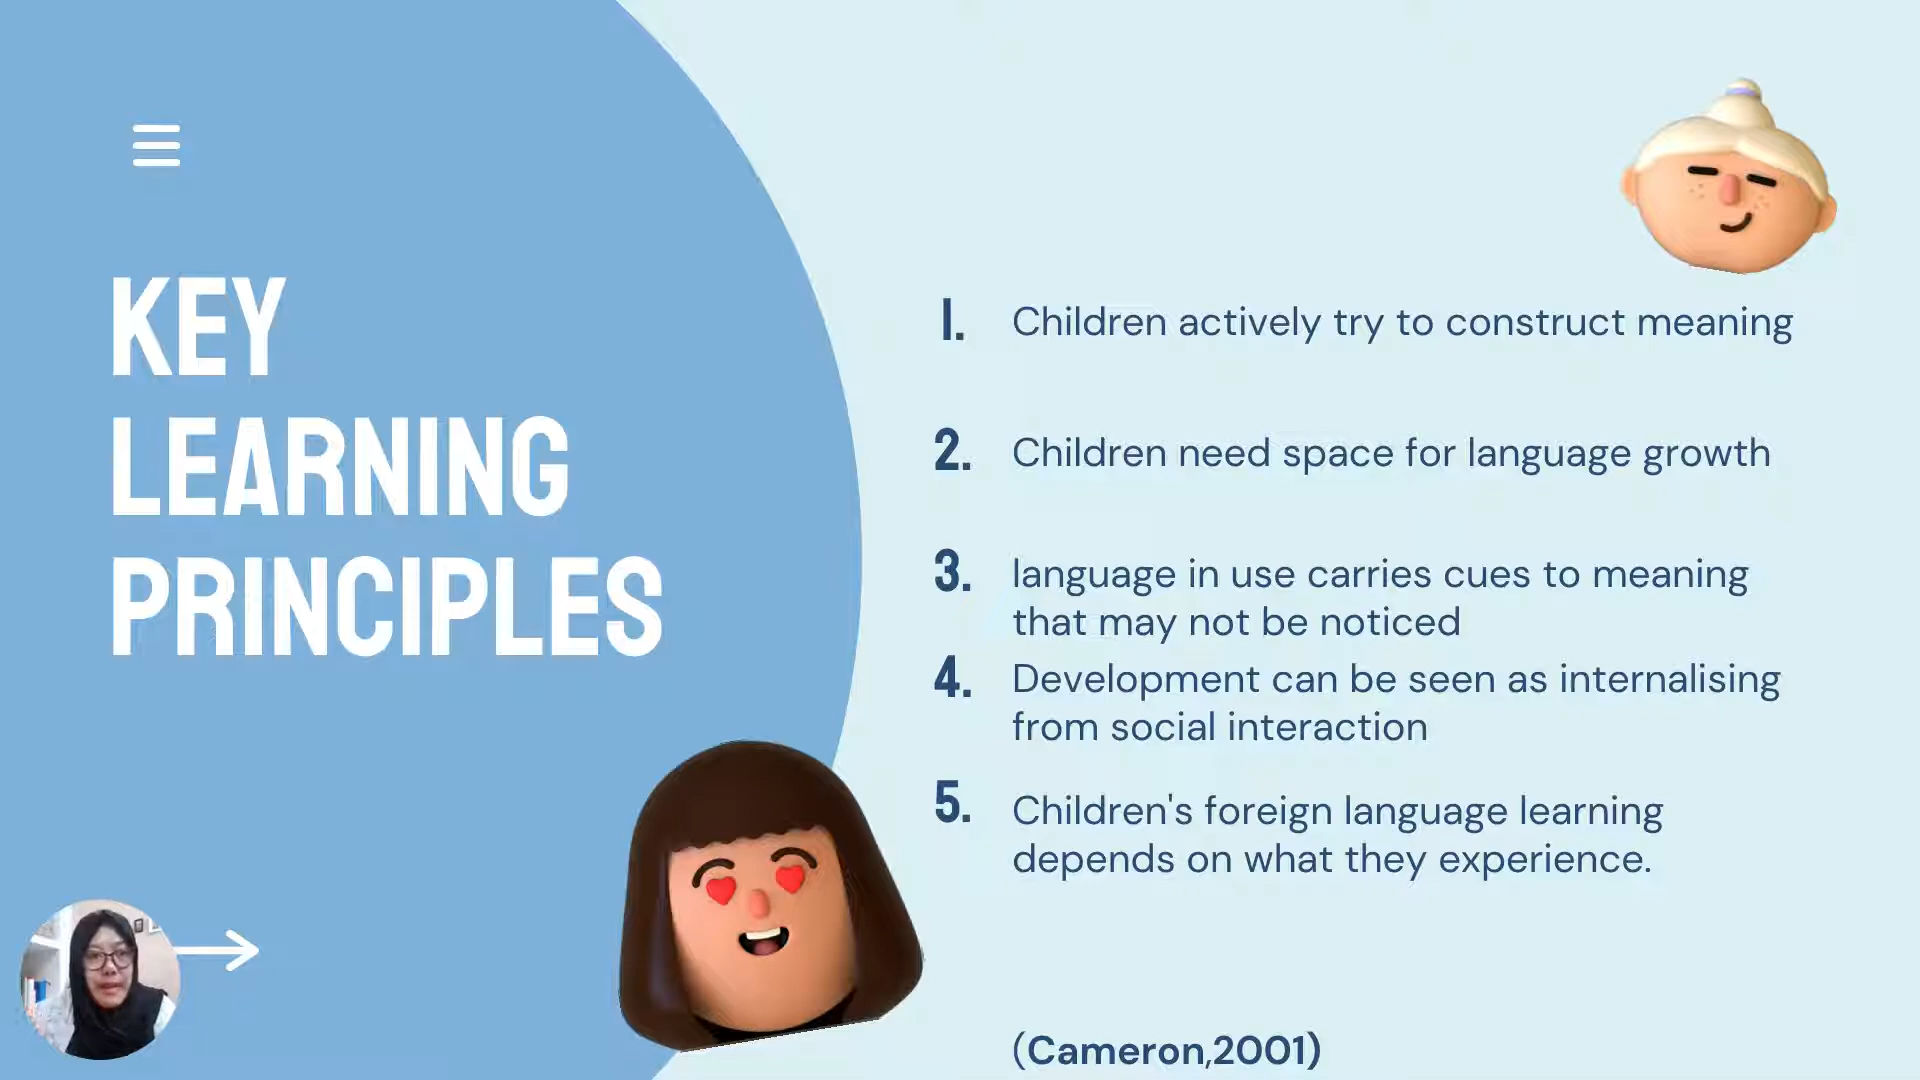 KEY
LEARNING
PRINCIPLES
1. Children actively try to construct meaning
2. Children need space for language growth
3. language in use carries cues to meaning
that may not be noticed
4. Development can be seen as internalising
from social interaction
5. Children's foreign language learning
depends on what they experience.
(Cameron,2001)